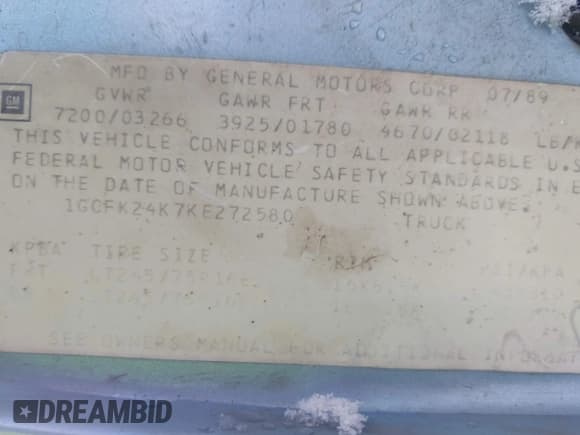 MFD BY GENERAL MOTORS CORP 07/89
GM
GVWR GAWR FRT GAWR RR
7200/03266 3925/01780 4670/02118 LB/K
THIS VEHICLE CONFORMS TO ALL APPLICABLE U.S
FEDERAL MOTOR VEHICLE SAFETY STANDARDS IN E
ON THE DATE OF MANUFACTURE SHOWN ABOVE.
1GCFK24K7KE272580 TRUCK
TIRE SIZE RIM
SEE OWNERS MANUAL FOR ADDITIONAL INFORMAT
DREAMBID